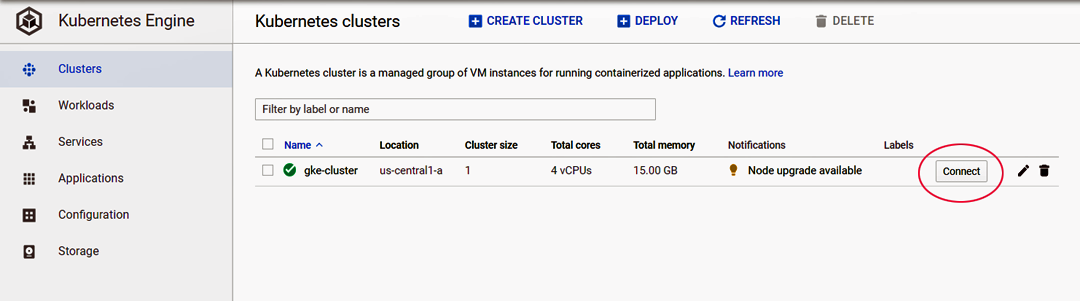 Kubernetes Engine
Kubernetes clusters
CREATE CLUSTER
DEPLOY
REFRESH
DELETE
Clusters
Workloads
Services
Applications
Configuration
Storage
A Kubernetes cluster is a managed group of VM instances for running containerized applications. Learn more
Filter by label or name
Name Location Cluster size Total cores Total memory Notifications Labels
gke-cluster us-central1-a 1 4 vCPUs 15.00 GB Node upgrade available Connect